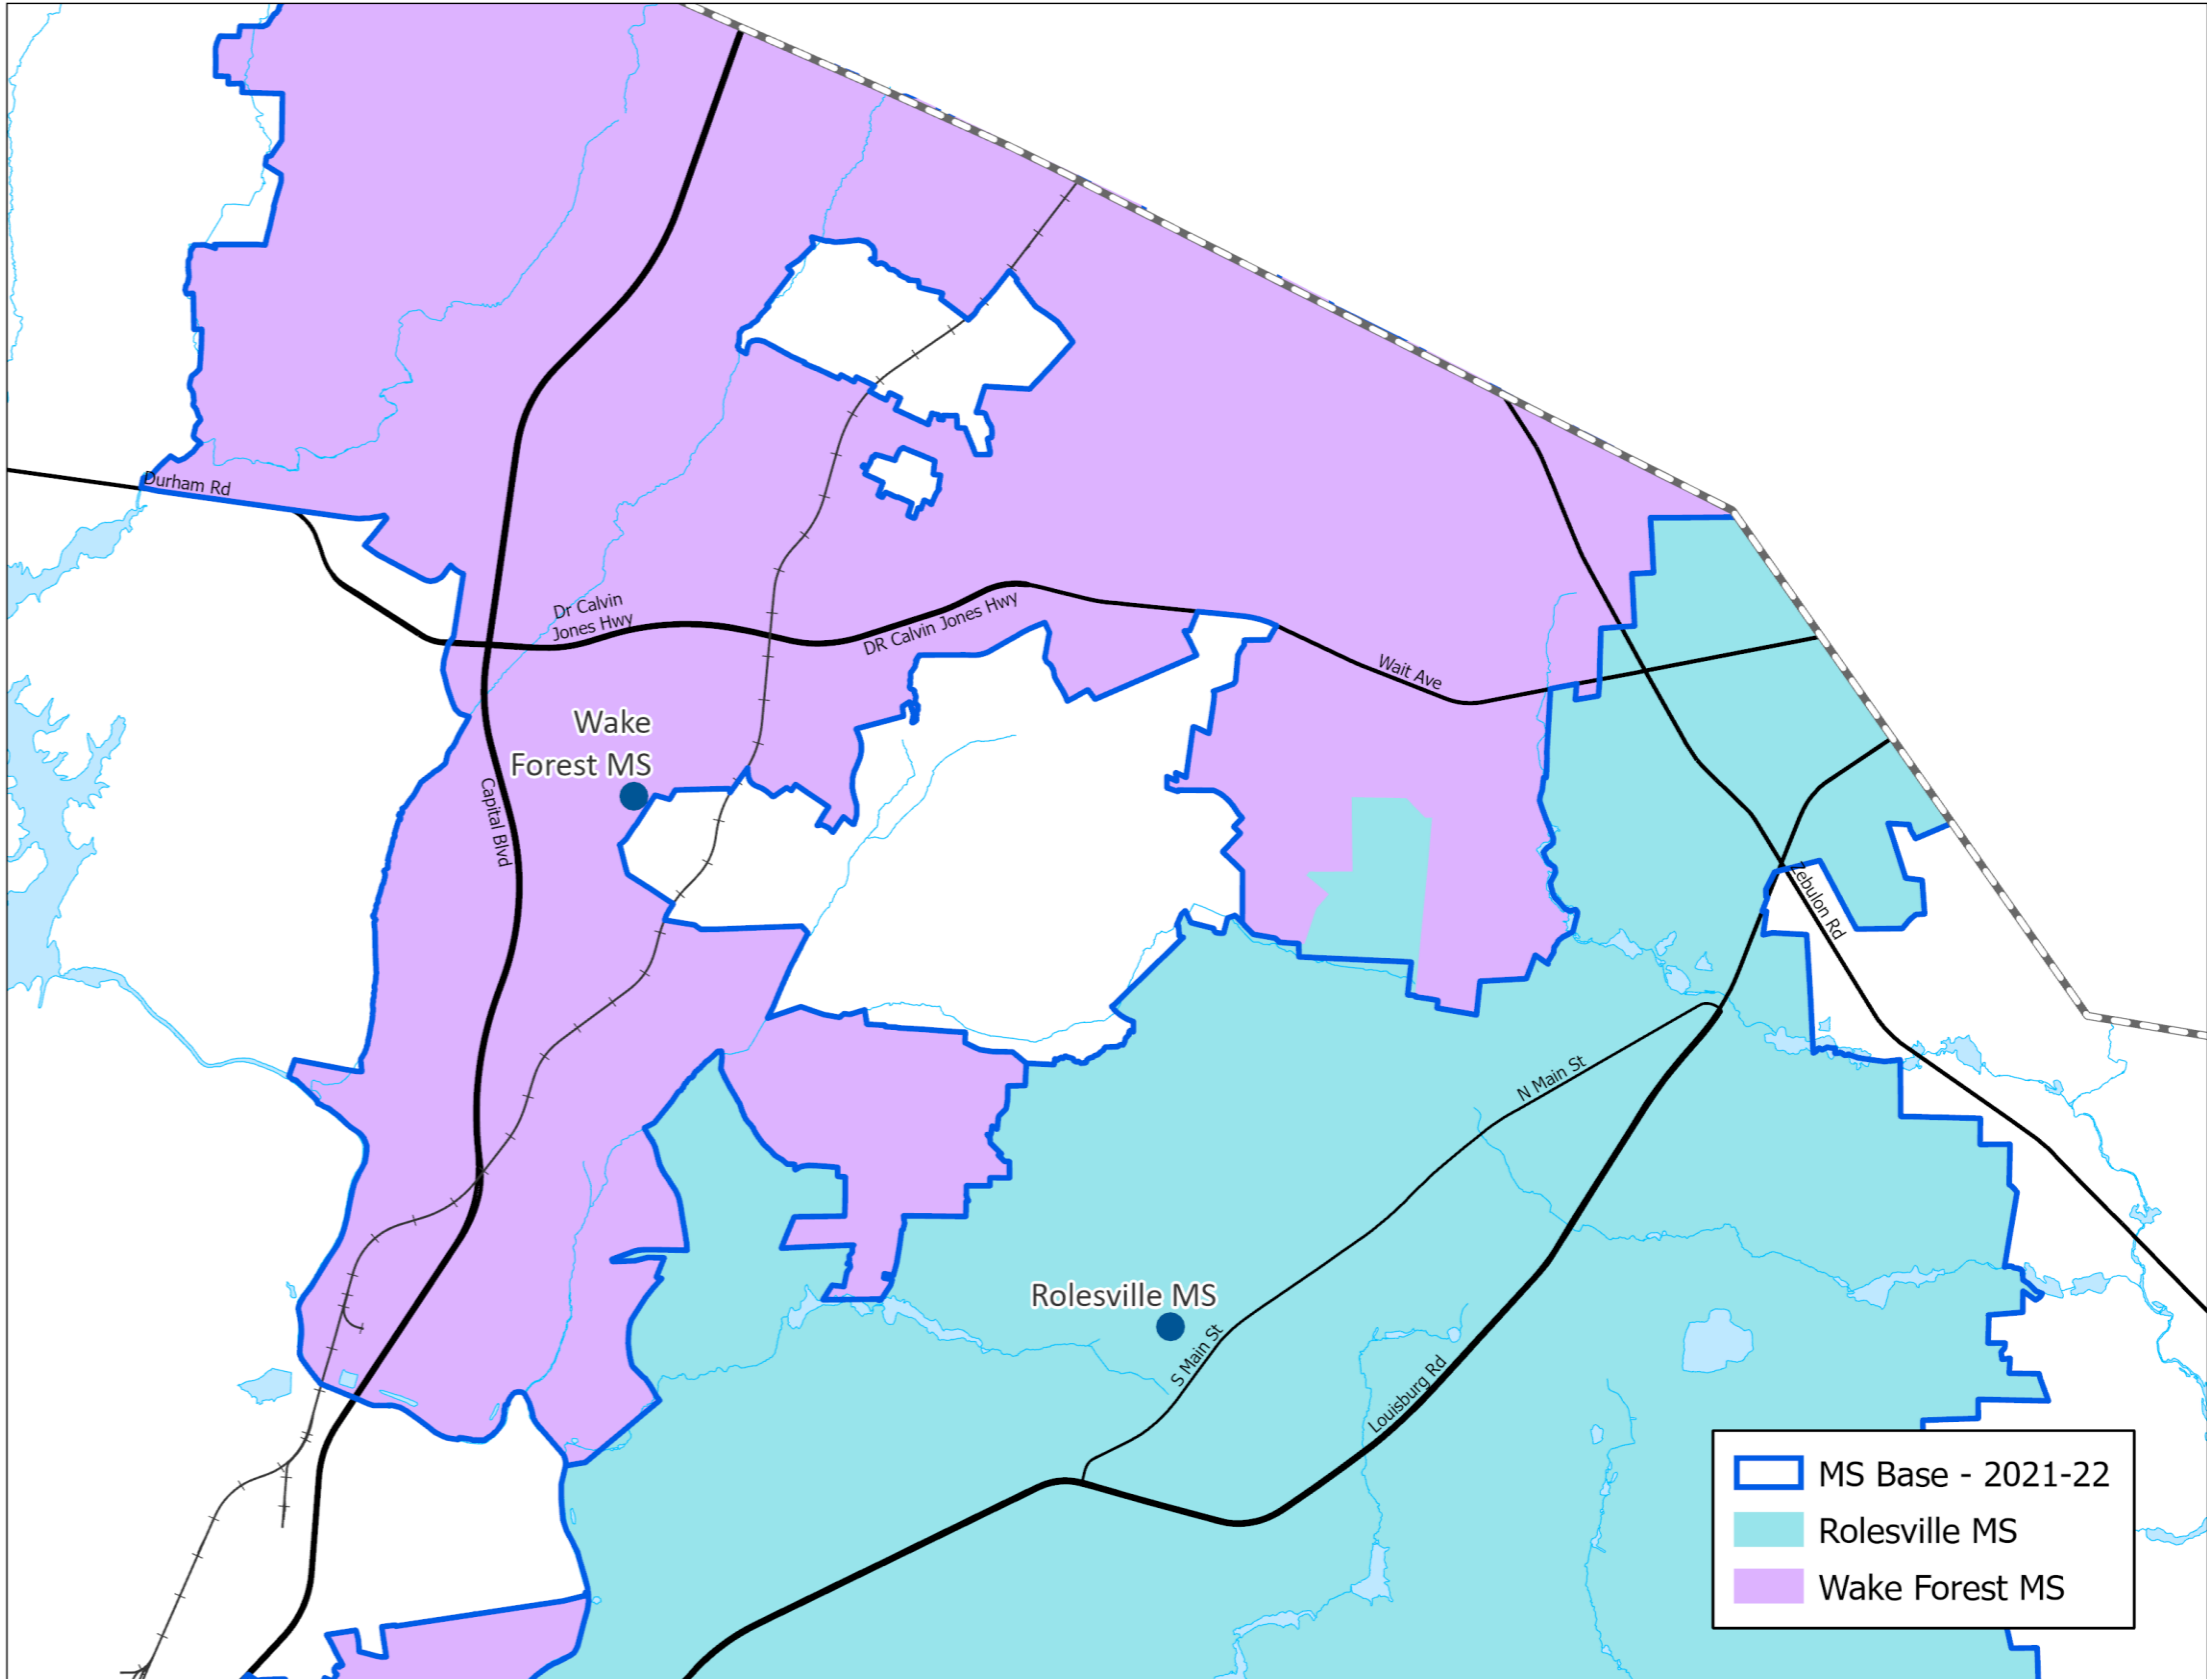 Durham Rd
Dr Calvin
Jones Hwy
DR Calvin Jones Hwy
Wait Ave
Wake
Forest MS
Capital Blvd
Zebulon Rd
N Main St
Rolesville MS
S Main St
Louisburg Rd
MS Base - 2021-22
Rolesville MS
Wake Forest MS